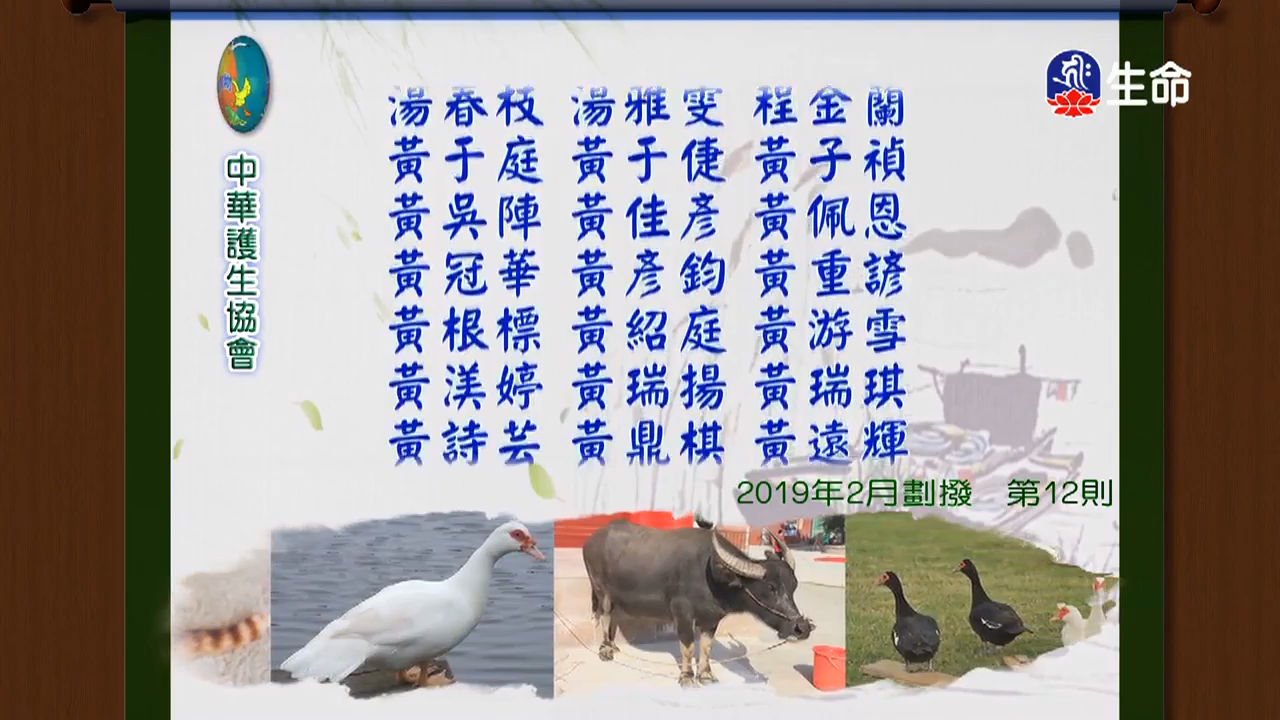 生命
中華護生協會
湯春枝 湯雅雯 程金蘭
黃于庭 黃于倢 黃子禎
黃吳陣 黃佳彥 黃佩恩
黃冠華 黃彥鈞 黃重諺
黃根標 黃紹庭 黃游雪
黃渼婷 黃瑞揚 黃瑞琪
黃詩芸 黃鼎棋 黃遠輝
2019年2月劃撥 第12則